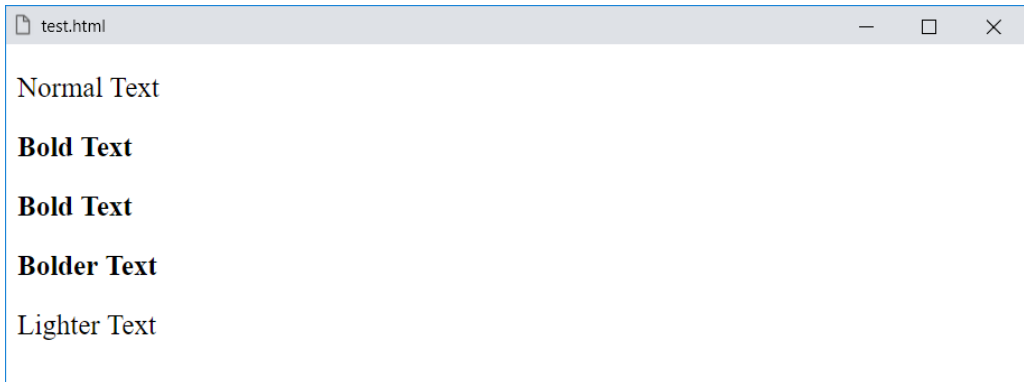 test.html
Normal Text
Bold Text
Bold Text
Bolder Text
Lighter Text